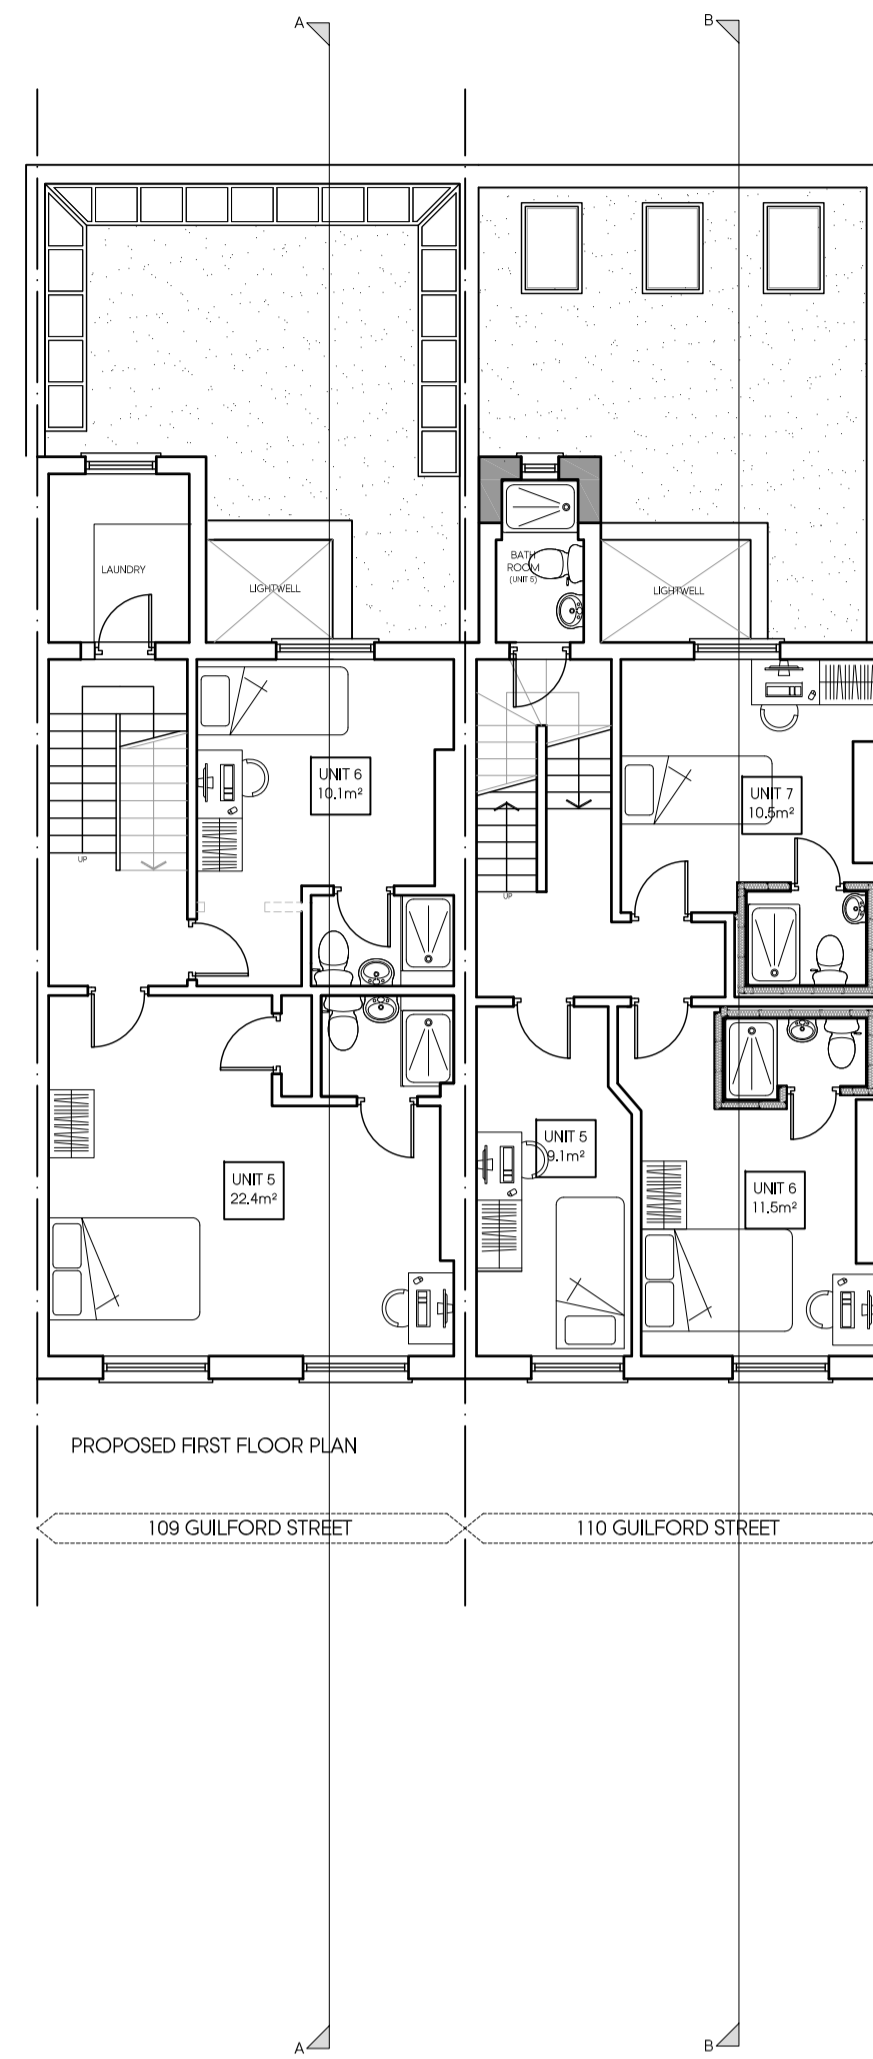 A
B
LAUNDRY
LIGHTWELL
BATH
ROOM
(UNIT 5)
LIGHTWELL
UNIT 6
10.1m²
UNIT 7
10.5m²
UP
UP
UNIT 5
9.1m²
UNIT 5
22.4m²
UNIT 6
11.5m²
PROPOSED FIRST FLOOR PLAN
109 GUILFORD STREET
110 GUILFORD STREET
A
B